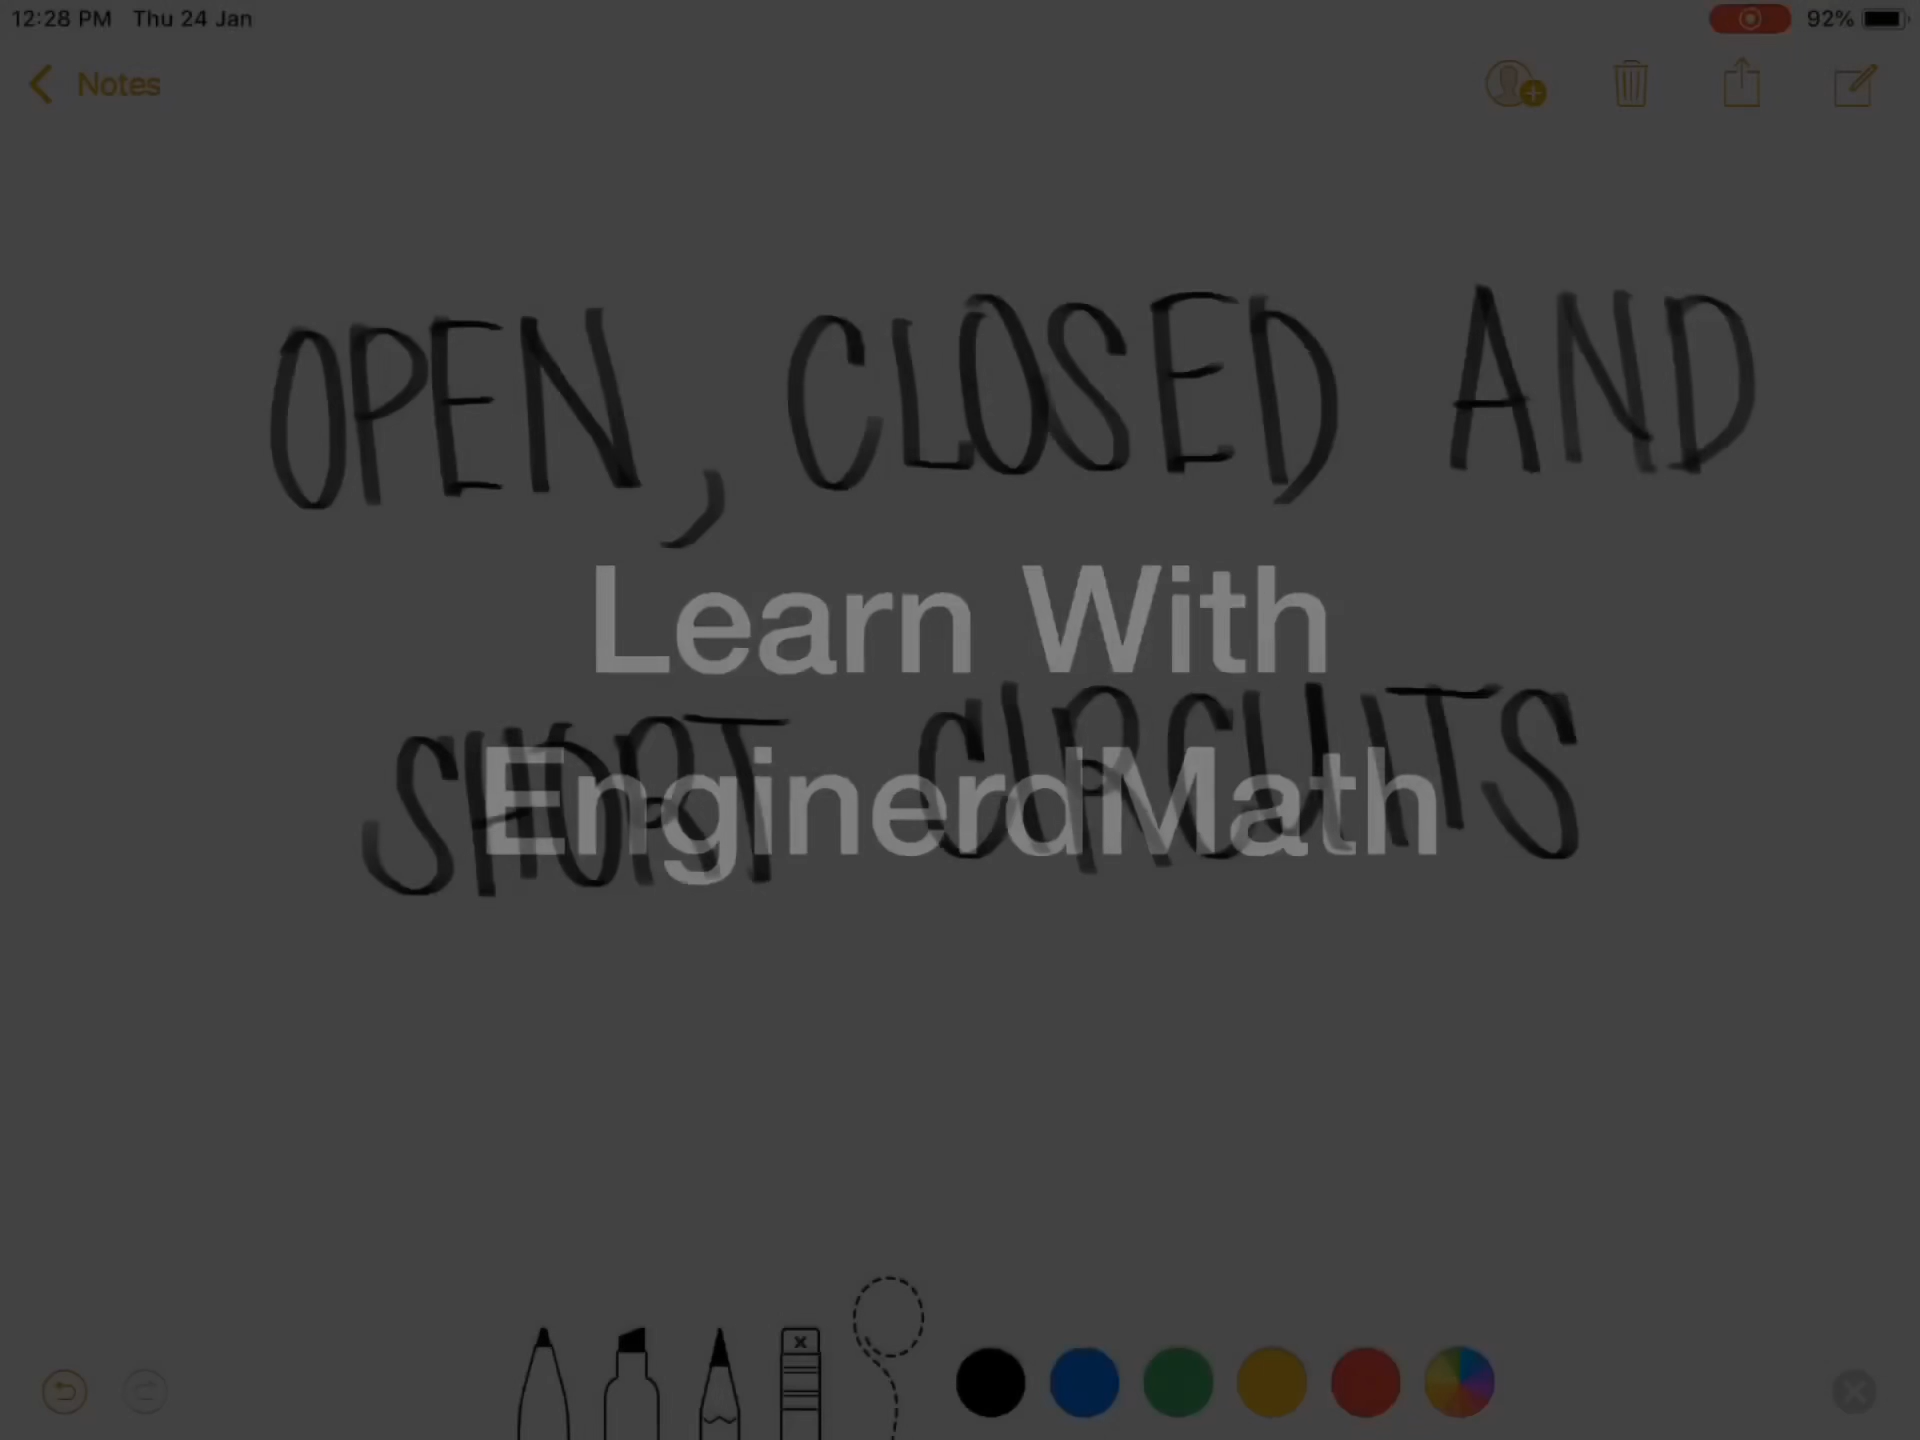 12:28 PM Thu 24 Jan
92%
Notes
OPEN, CLOSED AND
Learn With
SHORT CIRCUITS
EnginerdMath